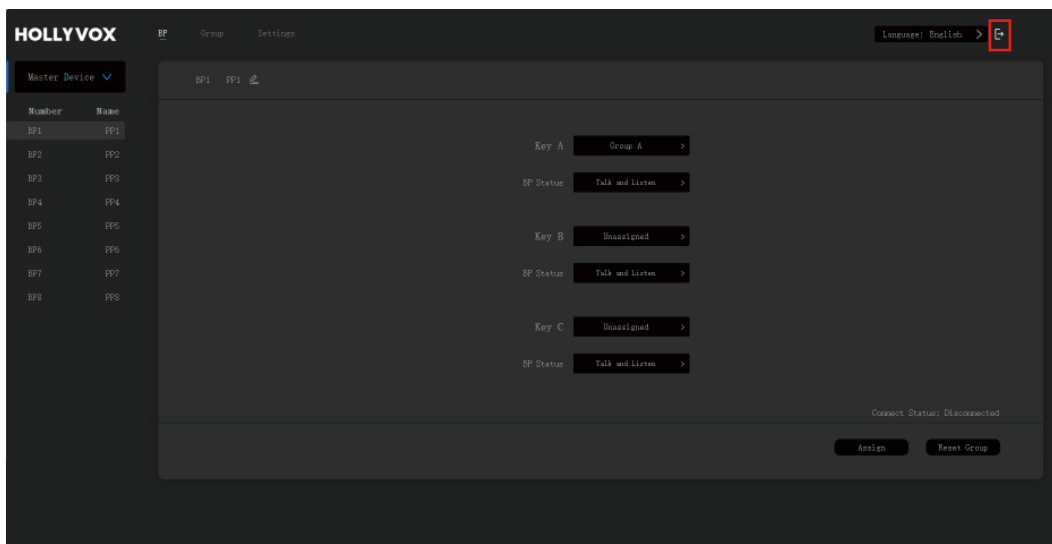 HOLLYVOX BP Group Settings Language: English
Master Device
BP1 PP1
Number Name
BP1 PP1
BP2 PP2
BP3 PP3
BP4 PP4
BP5 PP5
BP6 PP6
BP7 PP7
BP8 PP8
Key A Group A
BP Status Talk and Listen
Key B Unassigned
BP Status Talk and Listen
Key C Unassigned
BP Status Talk and Listen
Connect Status: Disconnected
Assign Reset Group